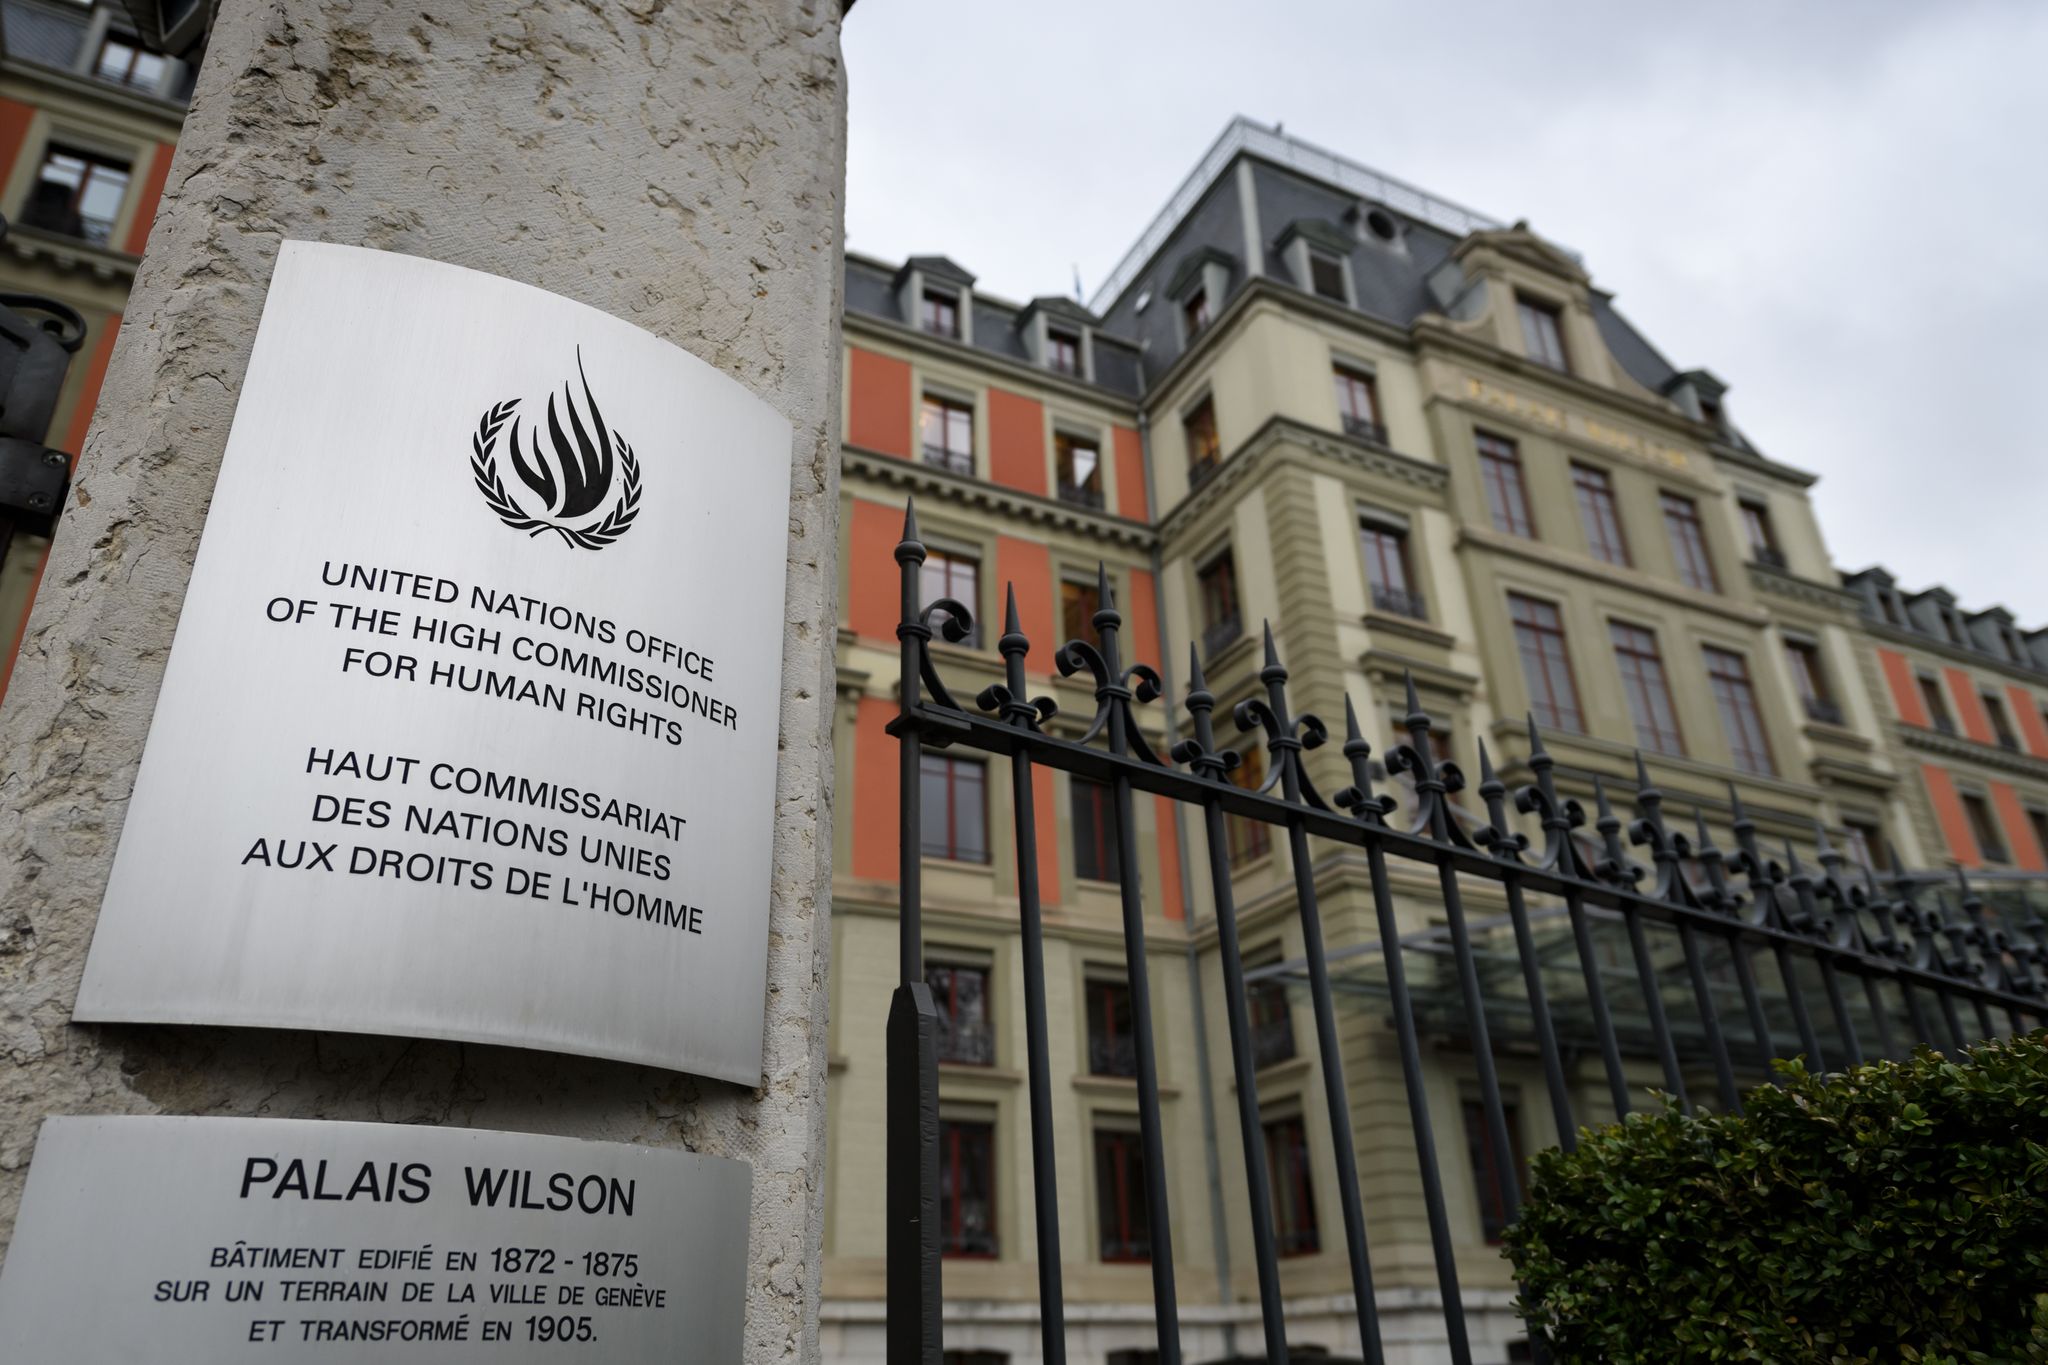 UNITED NATIONS OFFICE
OF THE HIGH COMMISSIONER
FOR HUMAN RIGHTS
HAUT COMMISSARIAT
DES NATIONS UNIES
AUX DROITS DE L'HOMME
PALAIS WILSON
BÂTIMENT EDIFIÉ EN 1872 - 1875
SUR UN TERRAIN DE LA VILLE DE GENÈVE
ET TRANSFORMÉ EN 1905.